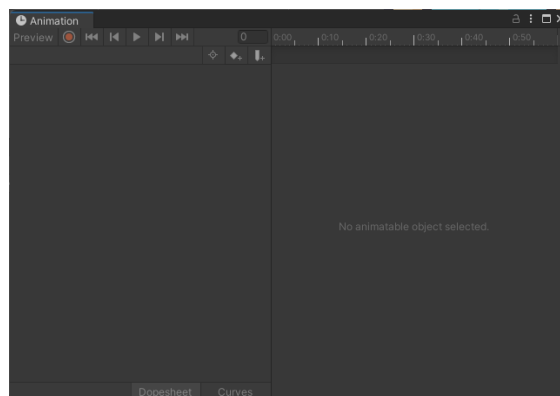 Animation
Preview
0
0:00
0:10
0:20
0:30
0:40
0:50
No animatable object selected.
Dopesheet
Curves